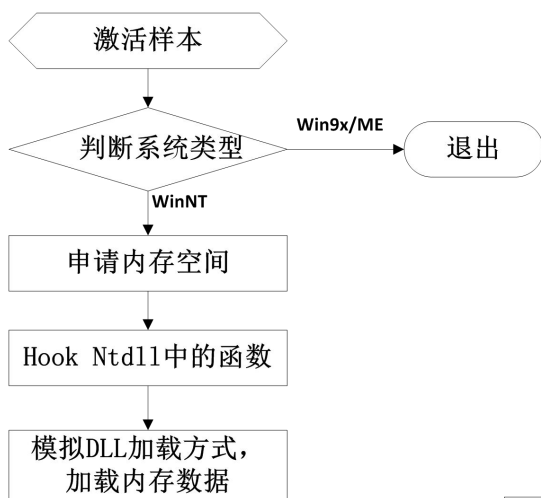 激活样本
判断系统类型
Win9x/ME
退出
WinNT
申请内存空间
Hook Ntdll中的函数
模拟DLL加载方式，
加载内存数据